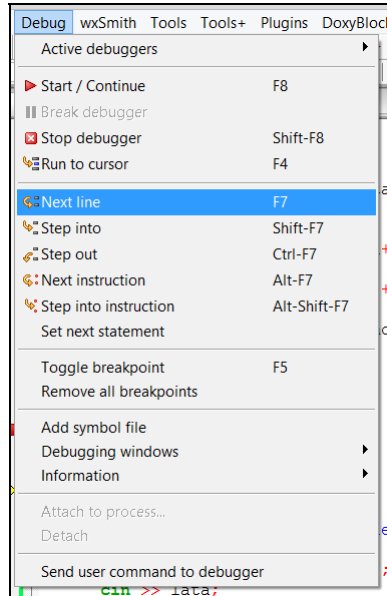 Debug wxSmith Tools Tools+ Plugins DoxyBloc
Active debuggers
Start / Continue F8
Break debugger
Stop debugger Shift-F8
Run to cursor F4
Next line F7
Step into Shift-F7
Step out Ctrl-F7
Next instruction Alt-F7
Step into instruction Alt-Shift-F7
Set next statement
Toggle breakpoint F5
Remove all breakpoints
Add symbol file
Debugging windows
Information
Attach to process...
Detach
Send user command to debugger
cin >> lata;